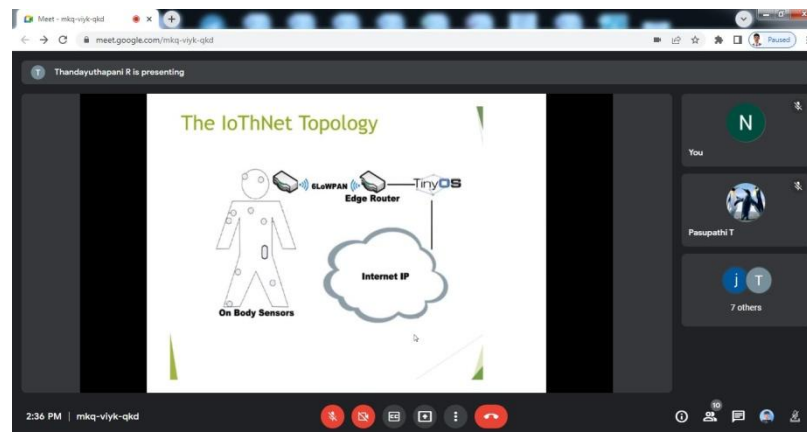 Meet - mkq-viyk-qkd
meet.google.com/mkq-viyk-qkd
Paused
T
Thandayuthapani R is presenting
The IoThNet Topology
6LoWPAN
TinyOS
Edge Router
Internet IP
On Body Sensors
N
You
Pasupathi T
j T
7 others
2:36 PM | mkq-viyk-qkd
10